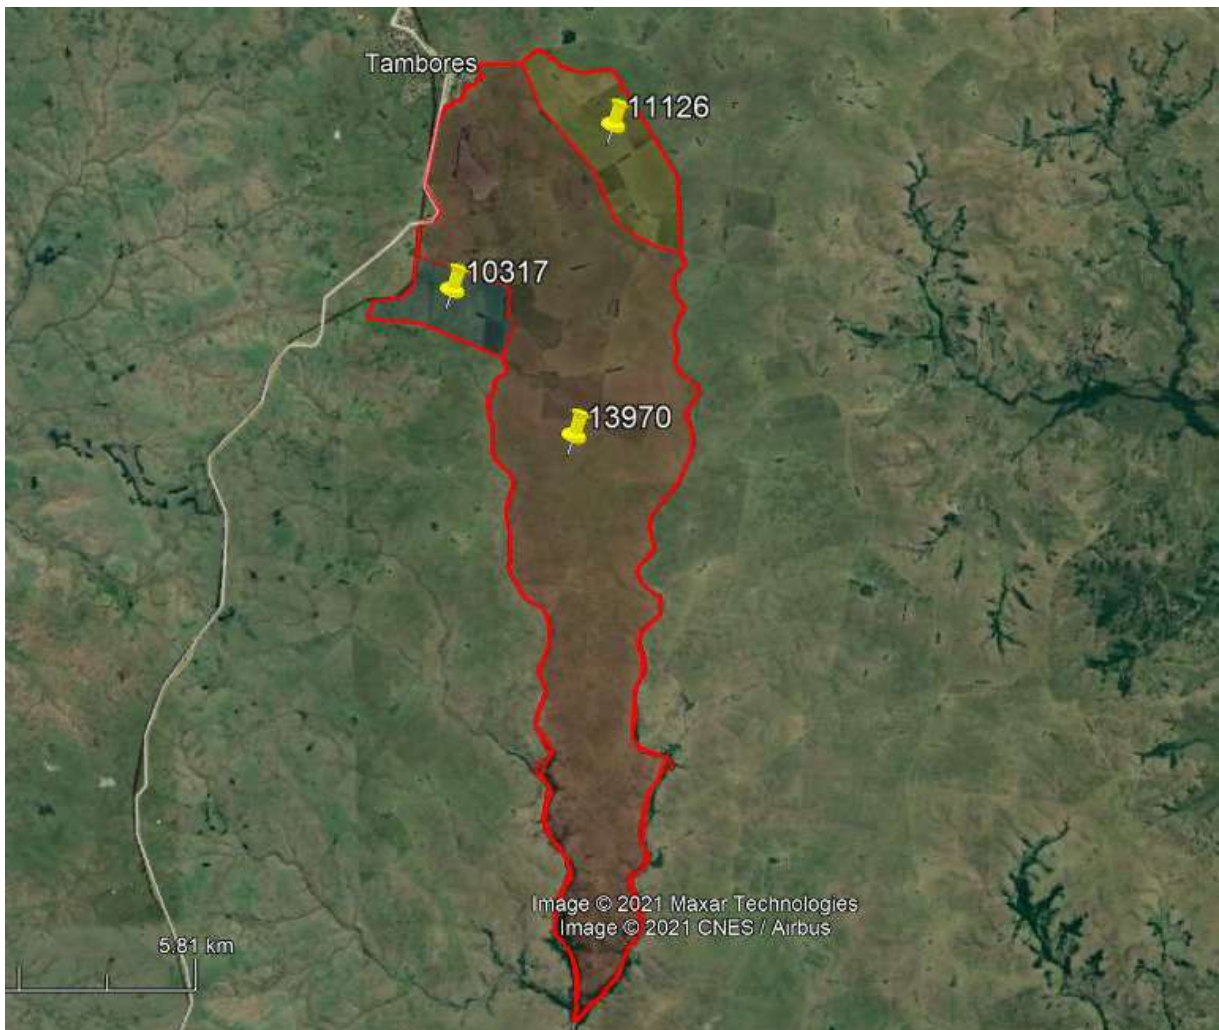 Tambores
11126
10317
13970
Image © 2021 Maxar Technologies
Image © 2021 CNES / Airbus
5.81 km